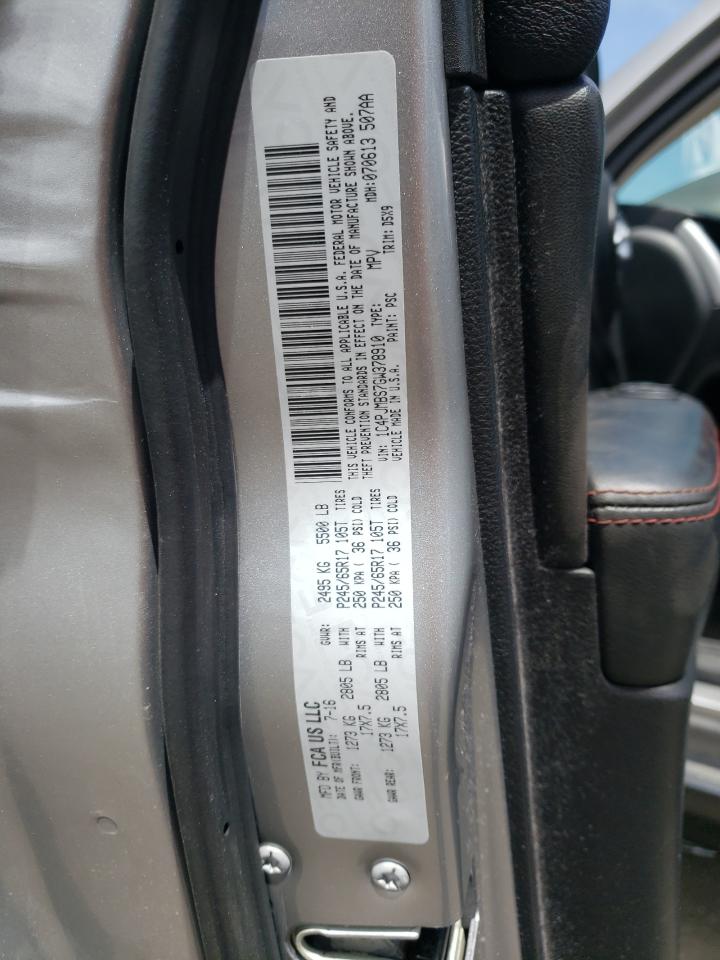 MFD BY FCA US LLC
DATE OF MFR(BUILT): 7-16 GVWR: 2495 KG 5500 LB
GAWR FRONT: 1273 KG 2805 LB WITH P245/65R17 105T TIRES
17X7.5 RIMS AT 250 KPA ( 36 PSI) COLD
GAWR REAR: 1273 KG 2805 LB WITH P245/65R17 105T TIRES
17X7.5 RIMS AT 250 KPA ( 36 PSI) COLD
THIS VEHICLE CONFORMS TO ALL APPLICABLE U.S.A. FEDERAL MOTOR VEHICLE SAFETY AND
THEFT PREVENTION STANDARDS IN EFFECT ON THE DATE OF MANUFACTURE SHOWN ABOVE.
VIN: 1C4PJMBS7GW378910 TYPE: MPV MDH:070613 507AA
VEHICLE MADE IN U.S.A. PAINT: PSC TRIM: D5X9